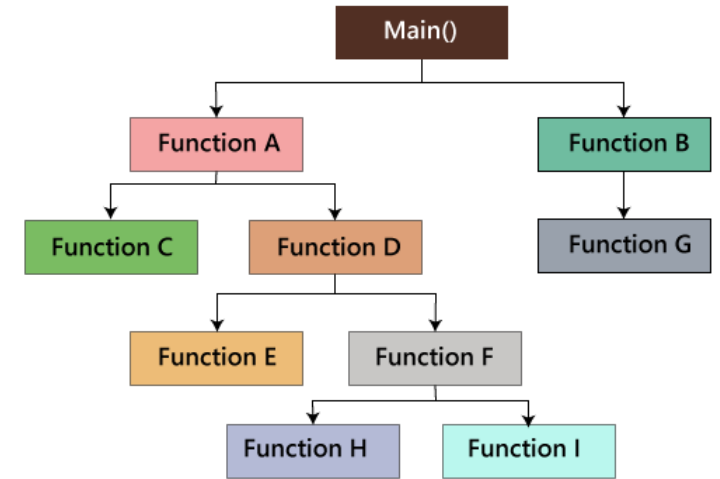 Main()
Function A
Function B
Function C
Function D
Function G
Function E
Function F
Function H
Function I